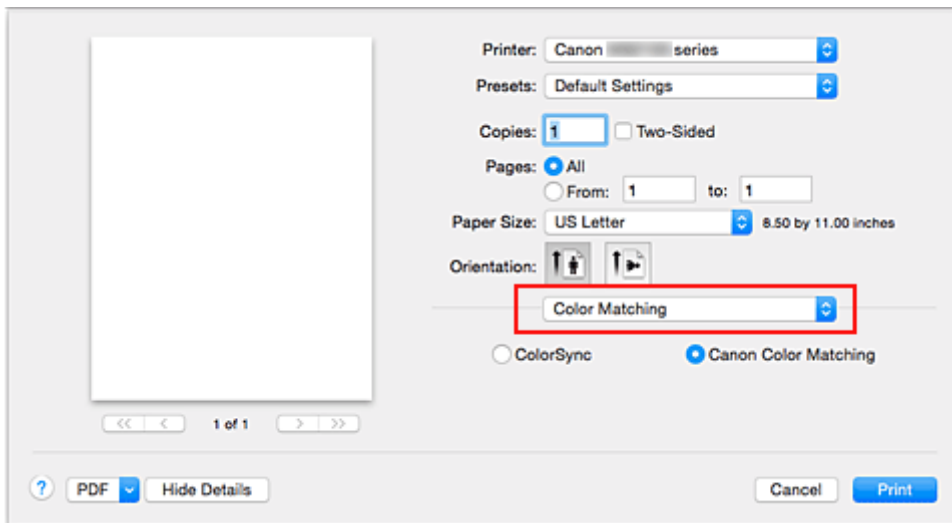 Printer: Canon series
Presets: Default Settings
Copies: 1 Two-Sided
Pages: All
From: 1 to: 1
Paper Size: US Letter 8.50 by 11.00 inches
Orientation:
Color Matching
ColorSync Canon Color Matching
<< < 1 of 1 > >>
? PDF Hide Details Cancel Print